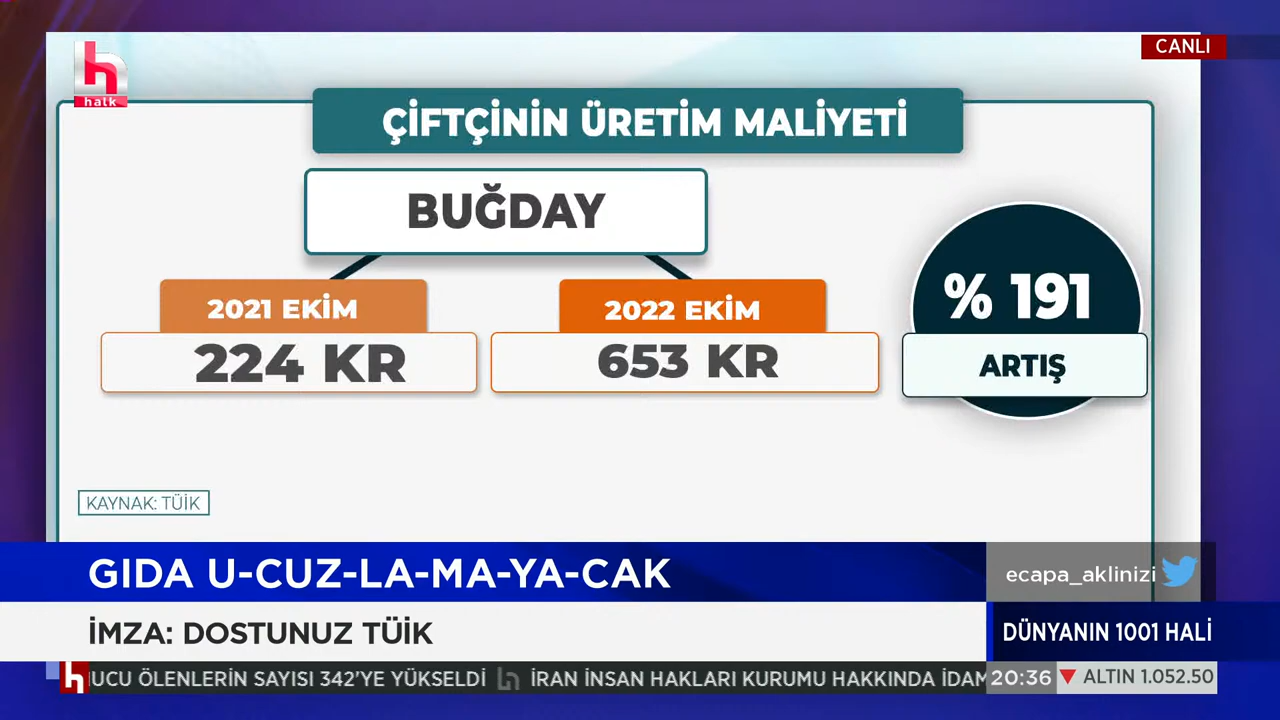 h
halk
CANLI
ÇİFTÇİNİN ÜRETİM MALİYETİ
BUĞDAY
2021 EKİM
224 KR
2022 EKİM
653 KR
% 191
ARTIŞ
KAYNAK: TÜİK
GIDA U-CUZ-LA-MA-YA-CAK
ecapa_aklinizi
İMZA: DOSTUNUZ TÜİK
DÜNYANIN 1001 HALİ
h UCU ÖLENLERİN SAYISI 342'YE YÜKSELDİ h İRAN İNSAN HAKLARI KURUMU HAKKINDA İDAM 20:36 ALTIN 1.052.50